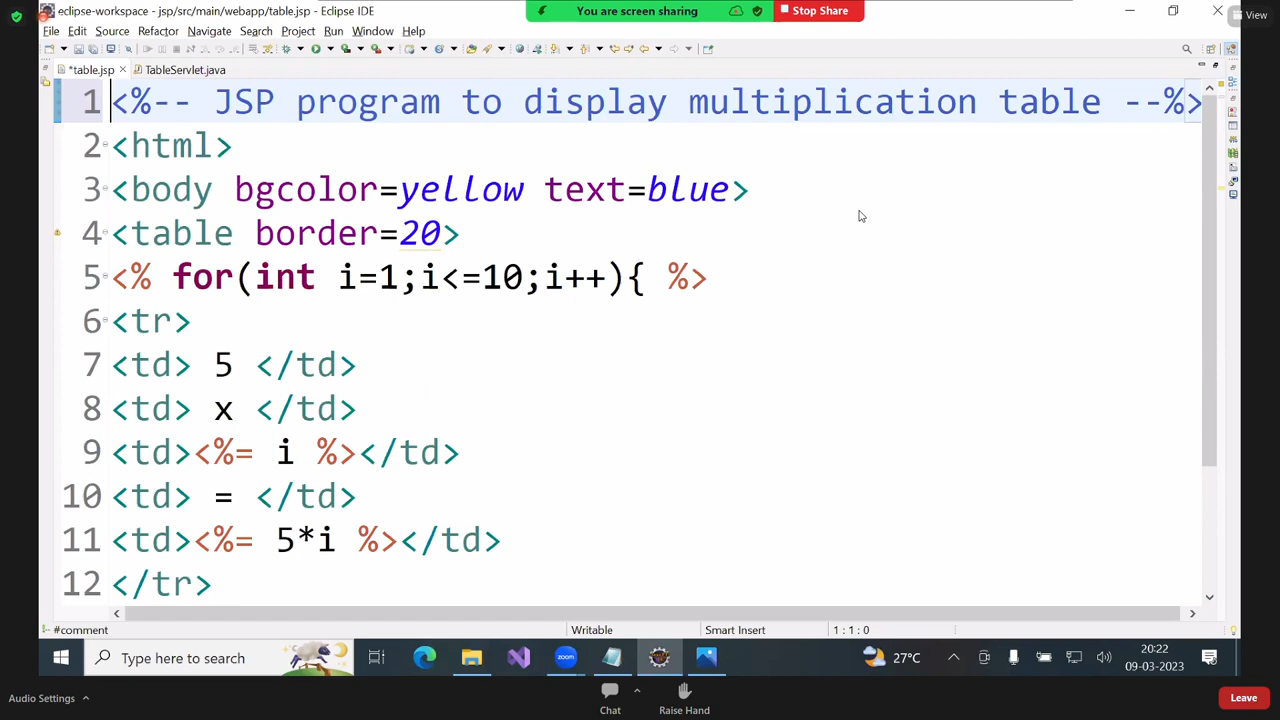 eclipse-workspace - jsp/src/main/webapp/table.jsp - Eclipse IDE
You are screen sharing
Stop Share
View
File Edit Source Refactor Navigate Search Project Run Window Help
*table.jsp
TableServlet.java
1 <%-- JSP program to display multiplication table --%>
2 <html>
3 <body bgcolor=yellow text=blue>
4 <table border=20>
5 <% for(int i=1;i<=10;i++){ %>
6 <tr>
7 <td> 5 </td>
8 <td> x </td>
9 <td><%= i %></td>
10 <td> = </td>
11 <td><%= 5*i %></td>
12 </tr>
#comment
Writable
Smart Insert
1 : 1 : 0
Type here to search
zoom
27°C
20:22
09-03-2023
Audio Settings
Chat
Raise Hand
Leave